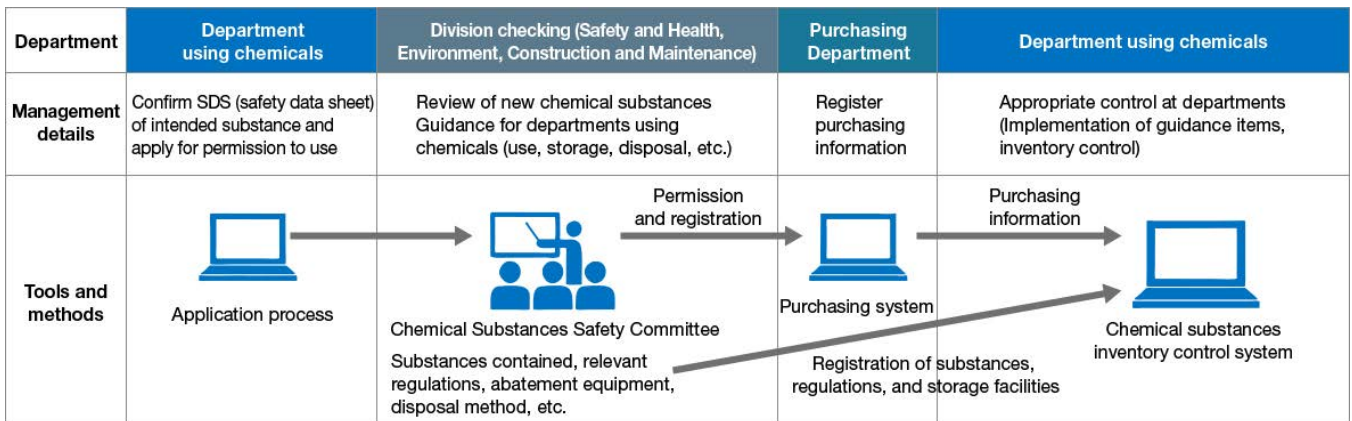 Department
Department
using chemicals
Division checking (Safety and Health,
Environment, Construction and Maintenance)
Purchasing
Department
Department using chemicals
Management
details
Confirm SDS (safety data sheet)
of intended substance and
apply for permission to use
Review of new chemical substances
Guidance for departments using
chemicals (use, storage, disposal, etc.)
Register
purchasing
information
Appropriate control at departments
(Implementation of guidance items,
inventory control)
Tools and
methods
Application process
Chemical Substances Safety Committee
Substances contained, relevant
regulations, abatement equipment,
disposal method, etc.
Permission
and registration
Purchasing system
Purchasing
information
Registration of substances,
regulations, and storage facilities
Chemical substances
inventory control system